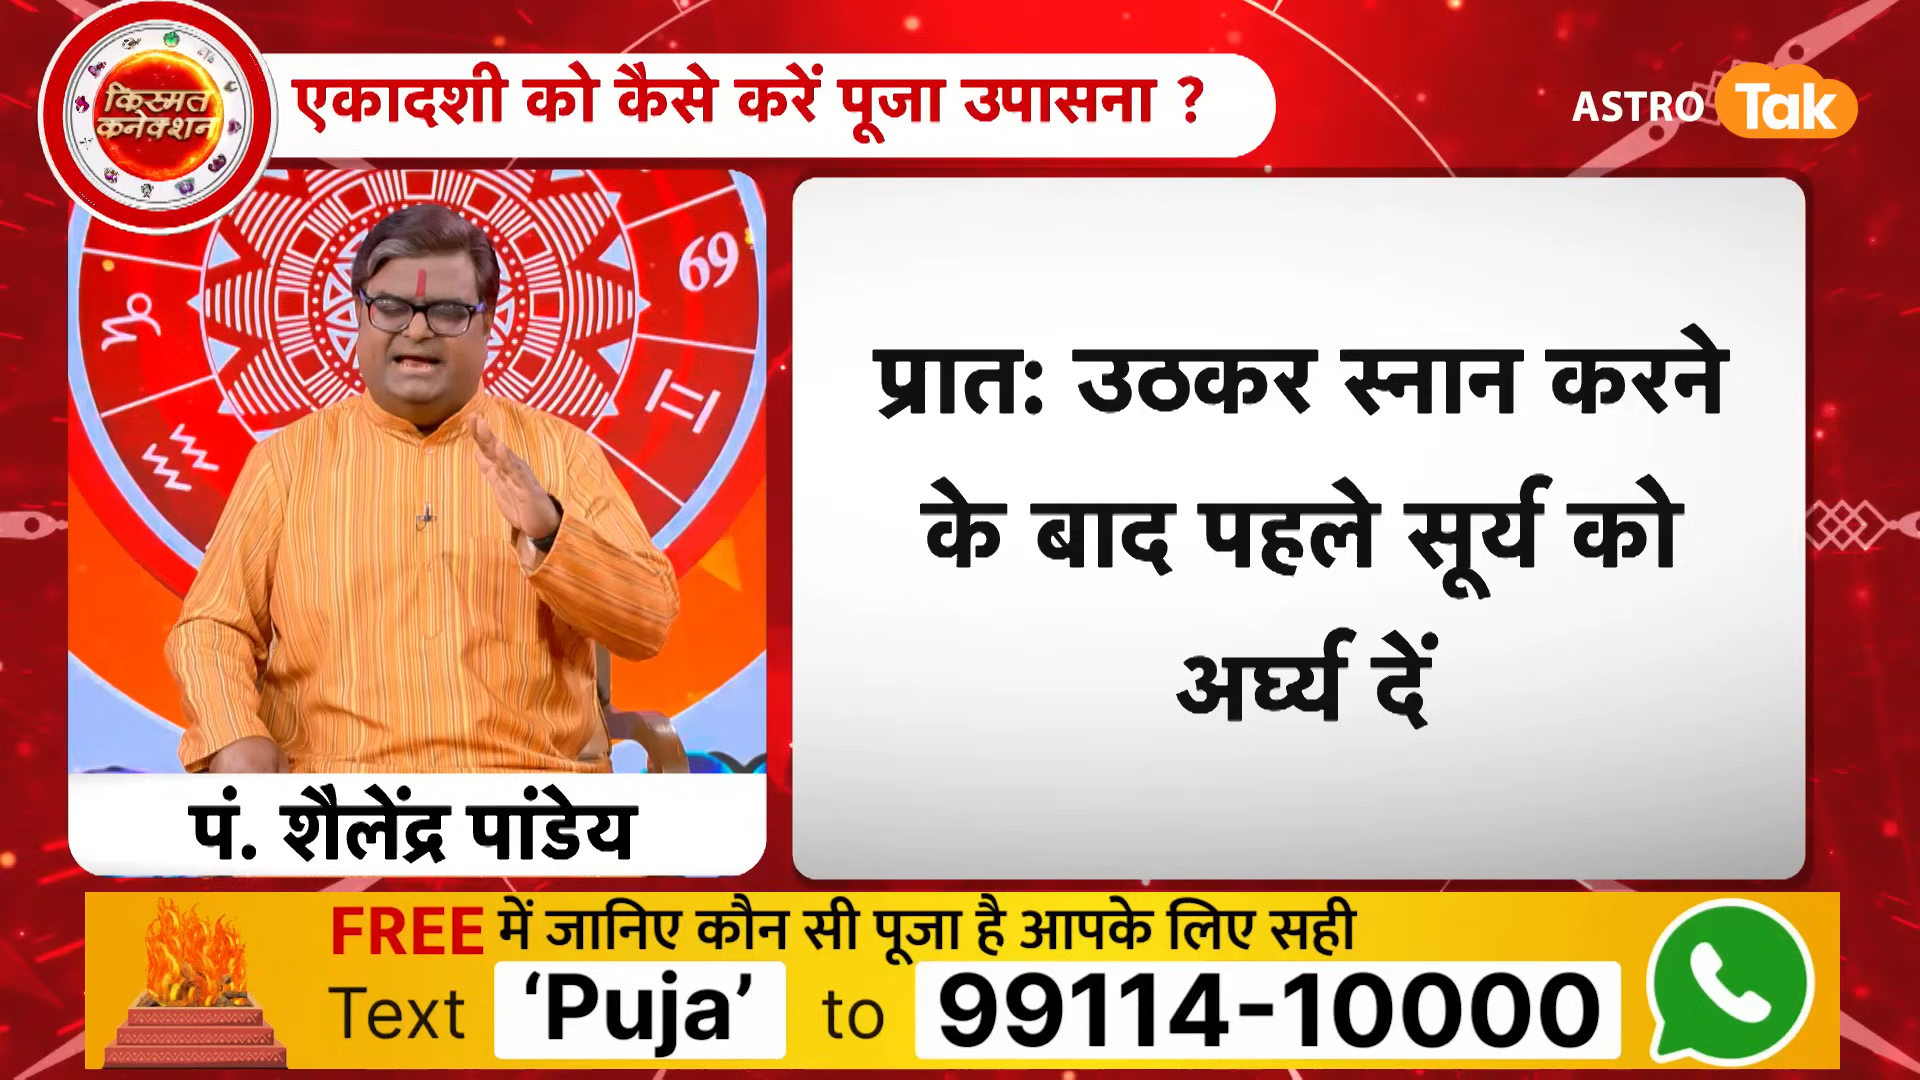 किस्मत
कनेक्शन
एकादशी को कैसे करें पूजा उपासना ?
ASTRO Tak
प्रात: उठकर स्नान करने
के बाद पहले सूर्य को
अर्घ्य दें
पं. शैलेंद्र पांडेय
FREE में जानिए कौन सी पूजा है आपके लिए सही
Text ‘Puja’ to 99114-10000